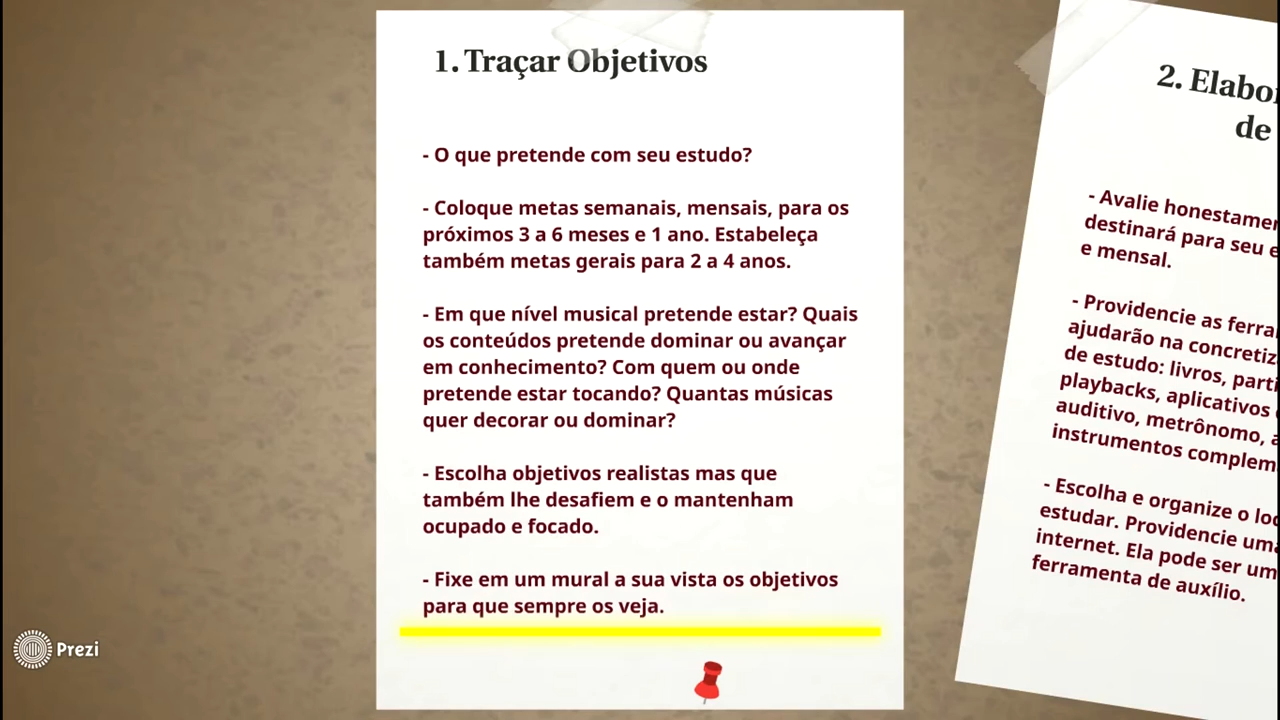 1. Traçar Objetivos
- O que pretende com seu estudo?
- Coloque metas semanais, mensais, para os
próximos 3 a 6 meses e 1 ano. Estabeleça
também metas gerais para 2 a 4 anos.
- Em que nível musical pretende estar? Quais
os conteúdos pretende dominar ou avançar
em conhecimento? Com quem ou onde
pretende estar tocando? Quantas músicas
quer decorar ou dominar?
- Escolha objetivos realistas mas que
também lhe desafiem e o mantenham
ocupado e focado.
- Fixe em um mural a sua vista os objetivos
para que sempre os veja.
2.
de
- Avalie
destinará para seu
e mensal.
- Providencie as
ajudarão na
de estudo: livros,
playbacks, aplicativos
auditivo, metrônomo,
instrumentos
- Escolha e organize o
estudar. Providencie
internet. Ela pode ser
ferramenta de auxílio.
Prezi